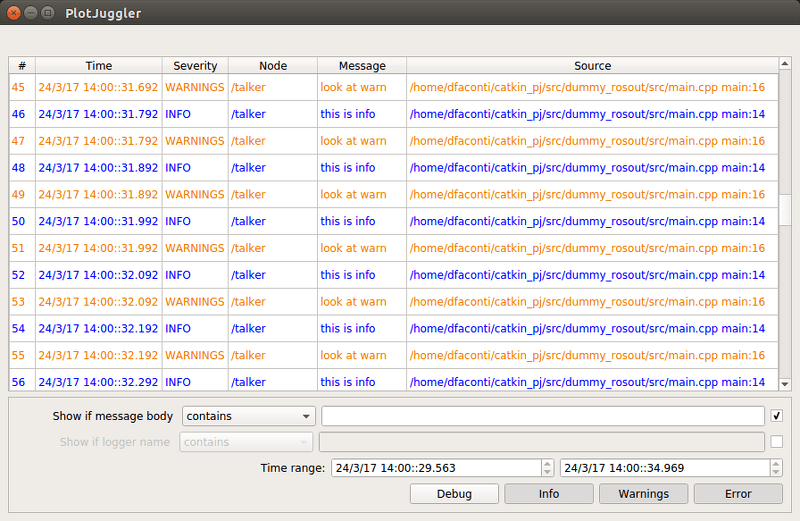 PlotJuggler
# Time Severity Node Message Source
45 24/3/17 14:00::31.692 WARNINGS /talker look at warn /home/dfaconti/catkin_pj/src/dummy_rosout/src/main.cpp main:16
46 24/3/17 14:00::31.792 INFO /talker this is info /home/dfaconti/catkin_pj/src/dummy_rosout/src/main.cpp main:14
47 24/3/17 14:00::31.792 WARNINGS /talker look at warn /home/dfaconti/catkin_pj/src/dummy_rosout/src/main.cpp main:16
48 24/3/17 14:00::31.892 INFO /talker this is info /home/dfaconti/catkin_pj/src/dummy_rosout/src/main.cpp main:14
49 24/3/17 14:00::31.892 WARNINGS /talker look at warn /home/dfaconti/catkin_pj/src/dummy_rosout/src/main.cpp main:16
50 24/3/17 14:00::31.992 INFO /talker this is info /home/dfaconti/catkin_pj/src/dummy_rosout/src/main.cpp main:14
51 24/3/17 14:00::31.992 WARNINGS /talker look at warn /home/dfaconti/catkin_pj/src/dummy_rosout/src/main.cpp main:16
52 24/3/17 14:00::32.092 INFO /talker this is info /home/dfaconti/catkin_pj/src/dummy_rosout/src/main.cpp main:14
53 24/3/17 14:00::32.092 WARNINGS /talker look at warn /home/dfaconti/catkin_pj/src/dummy_rosout/src/main.cpp main:16
54 24/3/17 14:00::32.192 INFO /talker this is info /home/dfaconti/catkin_pj/src/dummy_rosout/src/main.cpp main:14
55 24/3/17 14:00::32.192 WARNINGS /talker look at warn /home/dfaconti/catkin_pj/src/dummy_rosout/src/main.cpp main:16
56 24/3/17 14:00::32.292 INFO /talker this is info /home/dfaconti/catkin_pj/src/dummy_rosout/src/main.cpp main:14
Show if message body contains
Show if logger name contains
Time range: 24/3/17 14:00::29.563 24/3/17 14:00::34.969
Debug Info Warnings Error